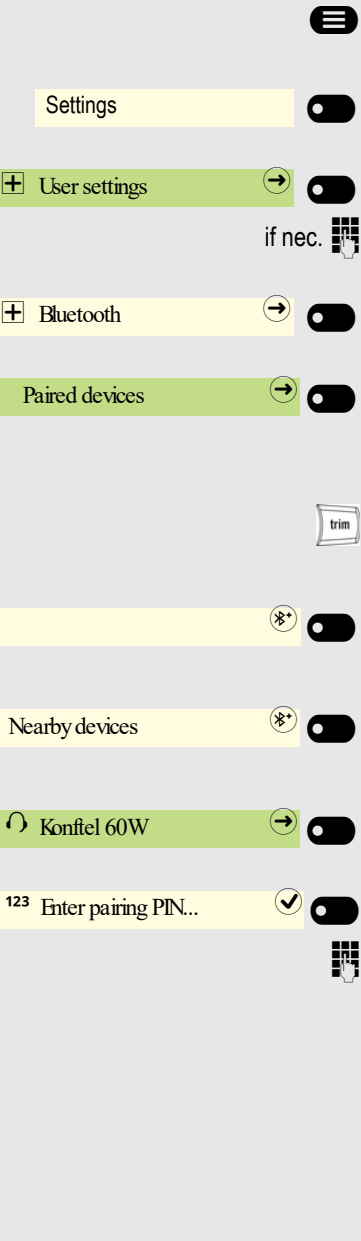 Settings
User settings
if nec.
Bluetooth
Paired devices
trim
Nearby devices
Konftel 60W
123 Enter pairing PIN...